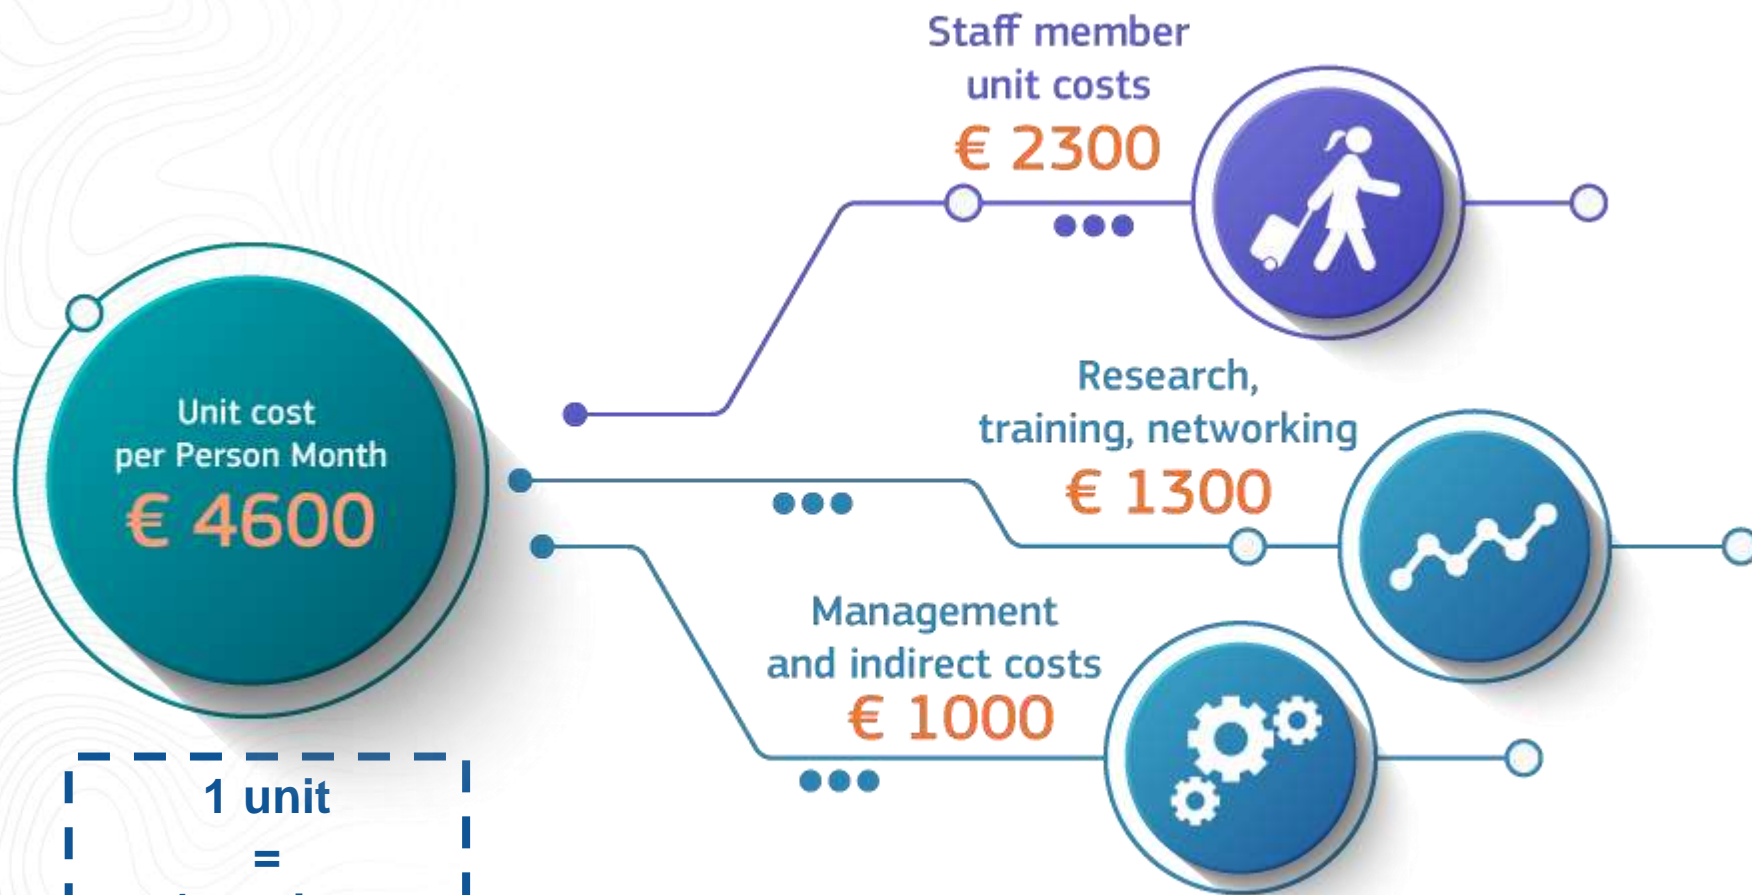 Staff member
unit costs
€ 2300
Unit cost
per Person Month
€ 4600
Research,
training, networking
€ 1300
Management
and indirect costs
€ 1000
1 unit
=